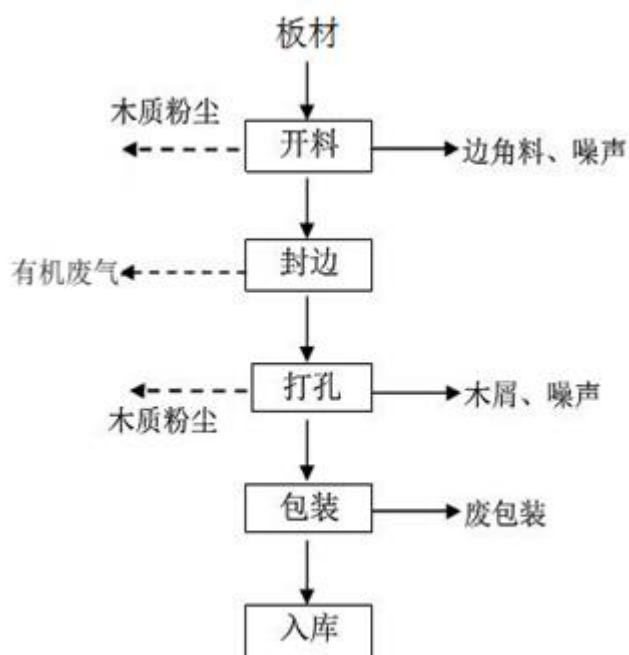 板材
木质粉尘
开料
边角料、噪声
有机废气
封边
打孔
木屑、噪声
木质粉尘
包装
废包装
入库